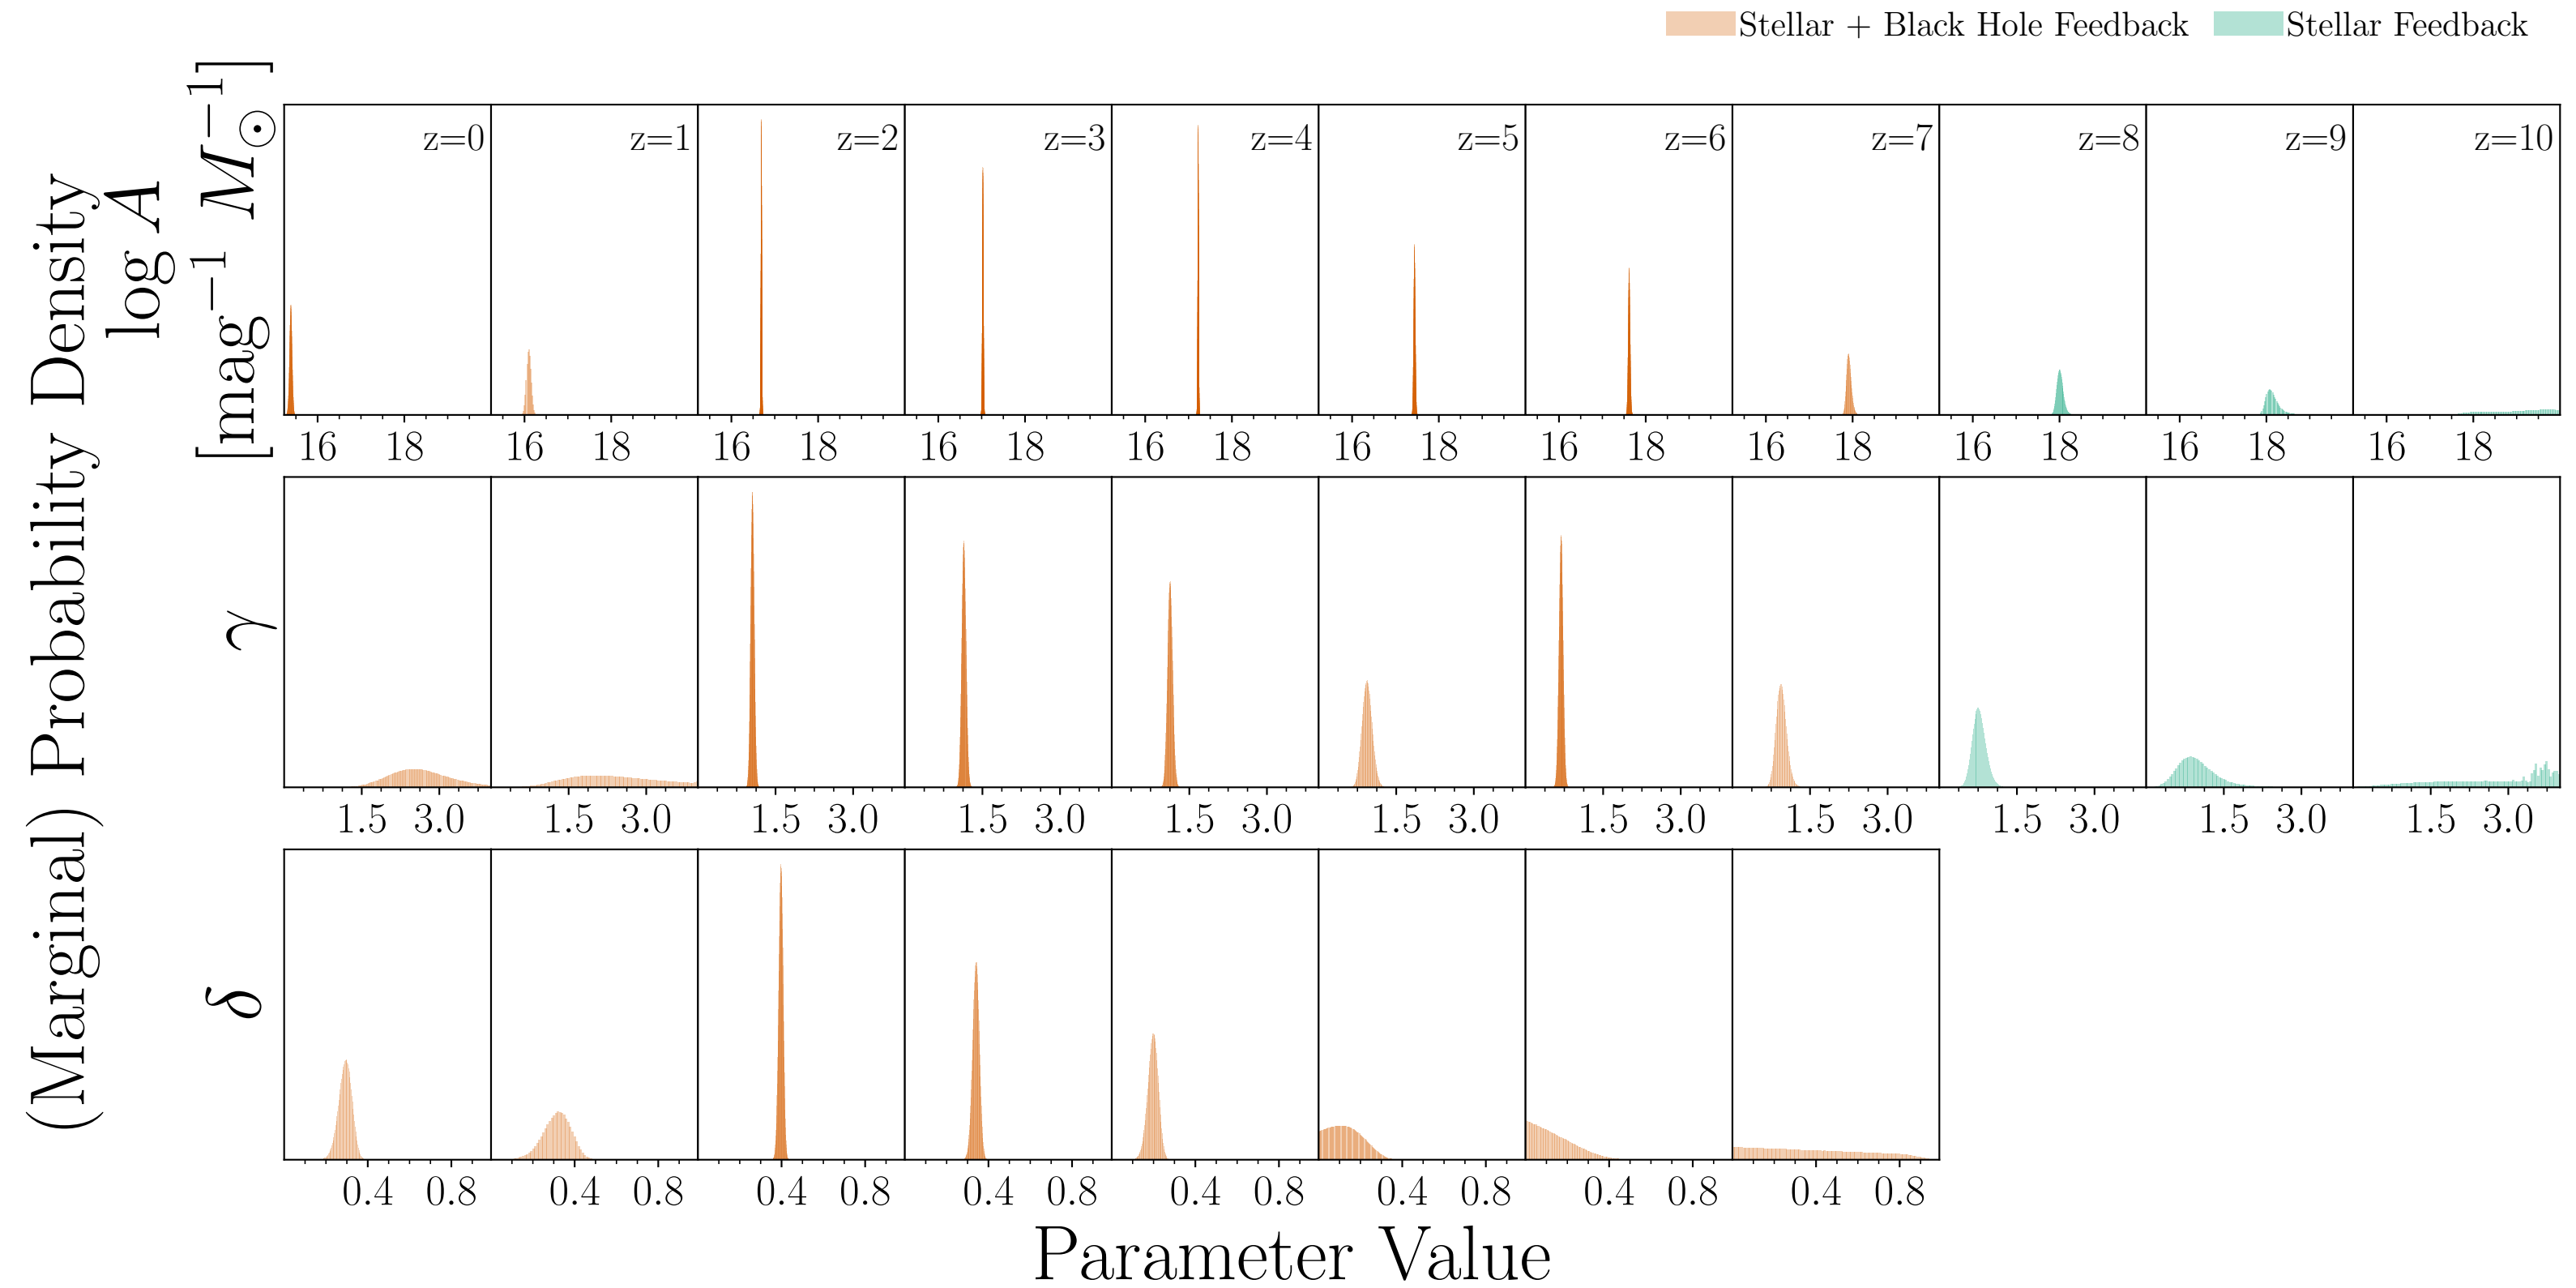 Stellar + Black Hole Feedback Stellar Feedback
(Marginal) Probability Density
log A
[mag⁻¹ M⊙⁻¹]
z=0 z=1 z=2 z=3 z=4 z=5 z=6 z=7 z=8 z=9 z=10
16 18 16 18 16 18 16 18 16 18 16 18 16 18 16 18 16 18 16 18 16 18
γ
1.5 3.0 1.5 3.0 1.5 3.0 1.5 3.0 1.5 3.0 1.5 3.0 1.5 3.0 1.5 3.0 1.5 3.0 1.5 3.0 1.5 3.0
δ
0.4 0.8 0.4 0.8 0.4 0.8 0.4 0.8 0.4 0.8 0.4 0.8 0.4 0.8 0.4 0.8
Parameter Value